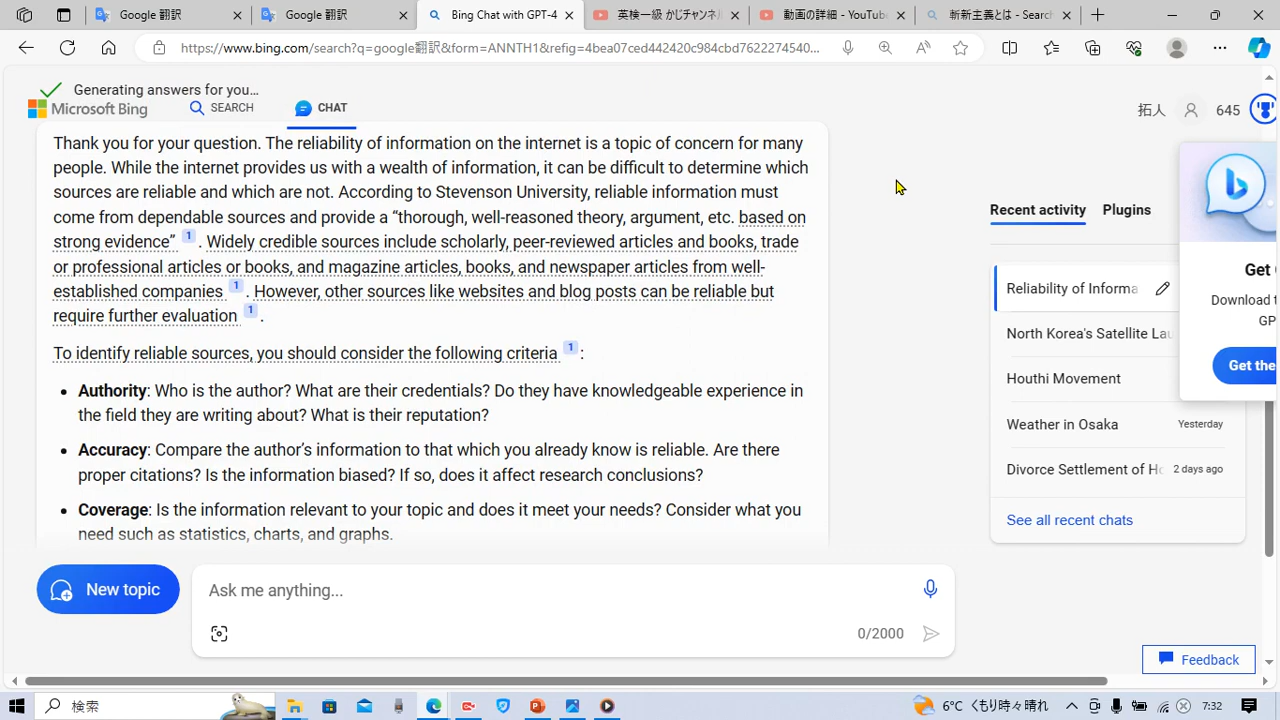 Google 翻訳
Google 翻訳
Bing Chat with GPT-4
英検一級 かじチャンネル
動画の詳細 - YouTube
斬新主義とは - Search
https://www.bing.com/search?q=google翻訳&form=ANNTH1&refig=4bea07ced442420c984cbd7622274540...
Generating answers for you...
Microsoft Bing
SEARCH
CHAT
拓人
645
Thank you for your question. The reliability of information on the internet is a topic of concern for many
people. While the internet provides us with a wealth of information, it can be difficult to determine which
sources are reliable and which are not. According to Stevenson University, reliable information must
come from dependable sources and provide a “thorough, well-reasoned theory, argument, etc. based on
strong evidence” 1 . Widely credible sources include scholarly, peer-reviewed articles and books, trade
or professional articles or books, and magazine articles, books, and newspaper articles from well-
established companies 1 . However, other sources like websites and blog posts can be reliable but
require further evaluation 1 .
To identify reliable sources, you should consider the following criteria 1 :
• Authority: Who is the author? What are their credentials? Do they have knowledgeable experience in
the field they are writing about? What is their reputation?
• Accuracy: Compare the author’s information to that which you already know is reliable. Are there
proper citations? Is the information biased? If so, does it affect research conclusions?
• Coverage: Is the information relevant to your topic and does it meet your needs? Consider what you
need such as statistics, charts, and graphs.
Recent activity
Plugins
Reliability of Informa
North Korea's Satellite Lau
Houthi Movement
Weather in Osaka
Yesterday
Divorce Settlement of Ho
2 days ago
See all recent chats
Get
Download t
GP
Get the
New topic
Ask me anything...
0/2000
Feedback
検索
6°C くもり時々晴れ
7:32